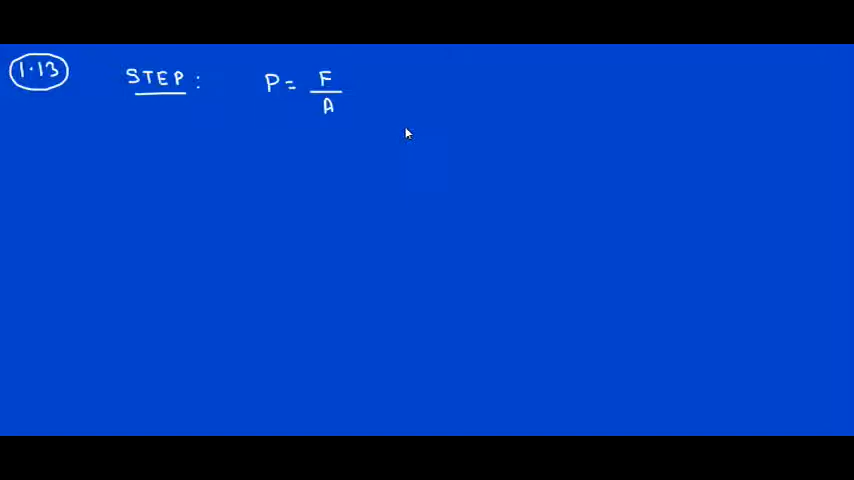 1.13 STEP: P = F/A